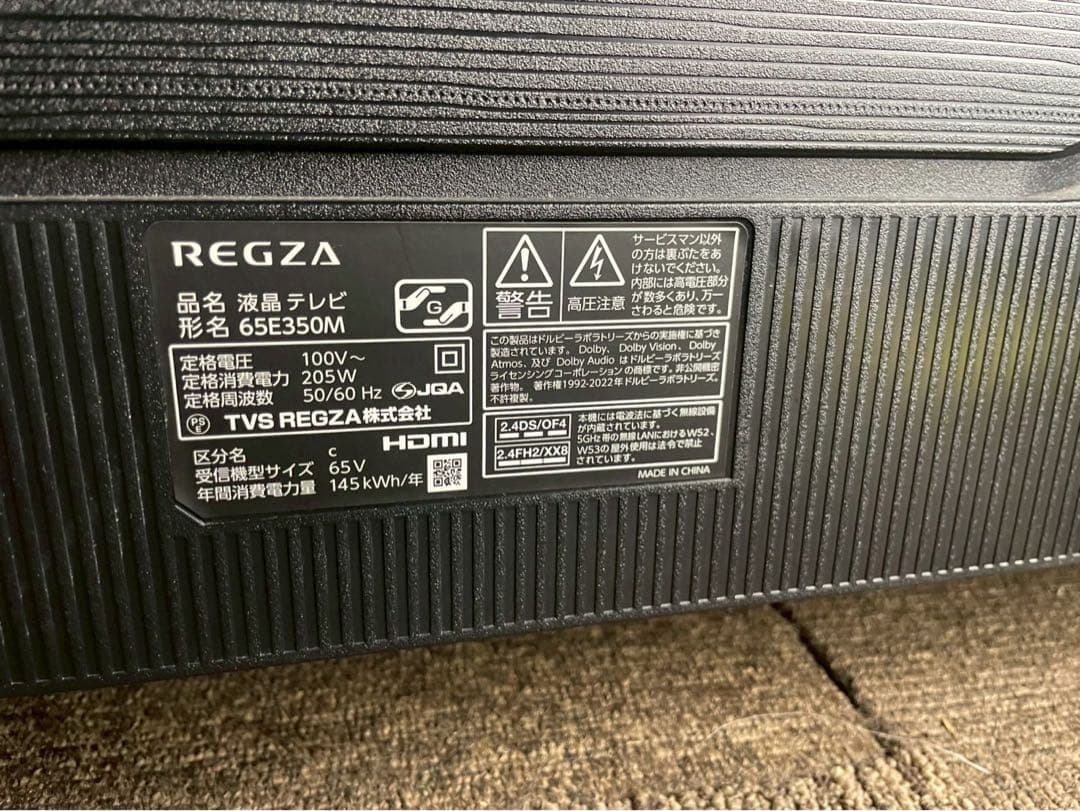 REGZA
品名 液晶テレビ
形名 65E350M
G
定格電圧 100V～
定格消費電力 205W
定格周波数 50/60 Hz
JQA
PS
E
TVS REGZA株式会社
HDMI
区分名 c
受信機型サイズ 65V
年間消費電力量 145kWh/年
警告
高圧注意
サービスマン以外
の方は裏ぶたをあ
けないでください。
内部には高電圧部分
が数多くあり、万一
さわると危険です。
この製品はドルビーラボラトリーズからの実施権に基づき
製造されています。Dolby、Dolby Vision、Dolby
Atmos、及び Dolby Audio はドルビーラボラトリーズ
ライセンシングコーポレーションの商標です。非公開機密
著作物。 著作権1992-2022年ドルビーラボラトリーズ。
不許複製。
2.4DS/OF4
2.4FH2/XX8
本機には電波法に基づく無線設備
が内蔵されています。
5GHz 帯の無線LANにおけるW52、
W53の屋外使用は法令で禁止
されています。
MADE IN CHINA